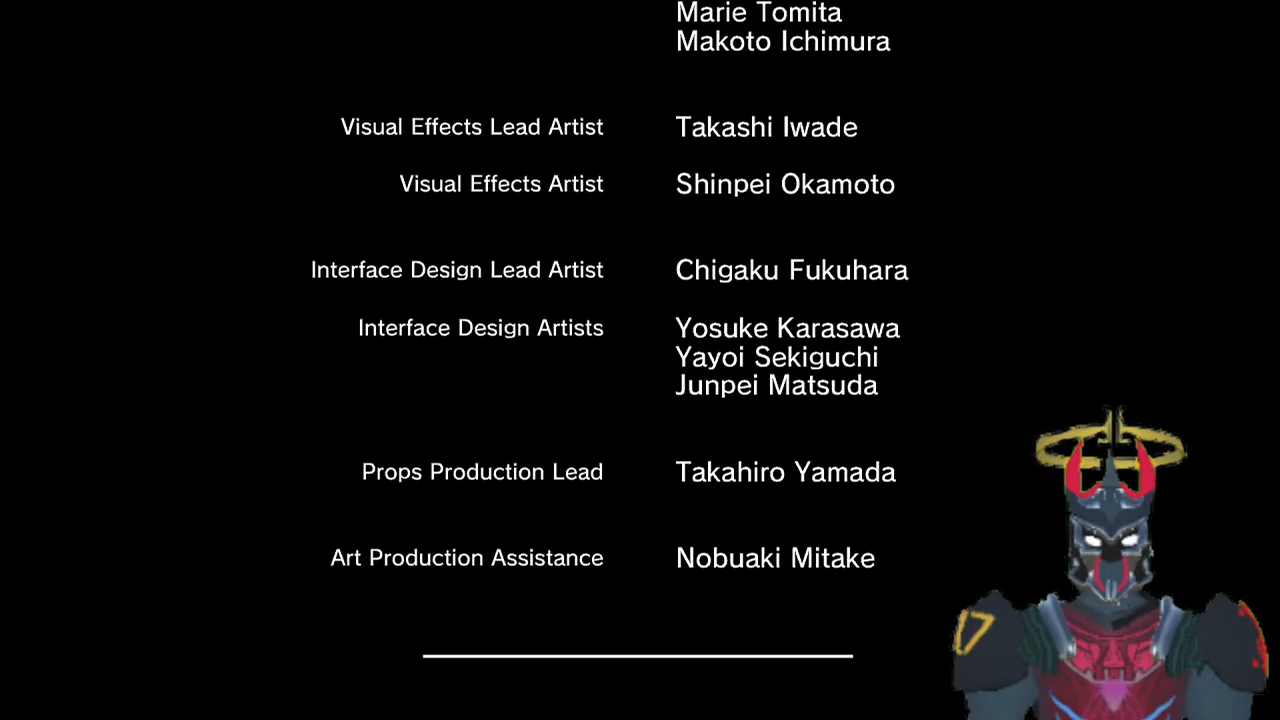 Marie Tomita
Makoto Ichimura
Visual Effects Lead Artist Takashi Iwade
Visual Effects Artist Shinpei Okamoto
Interface Design Lead Artist Chigaku Fukuhara
Interface Design Artists Yosuke Karasawa
Yayoi Sekiguchi
Junpei Matsuda
Props Production Lead Takahiro Yamada
Art Production Assistance Nobuaki Mitake